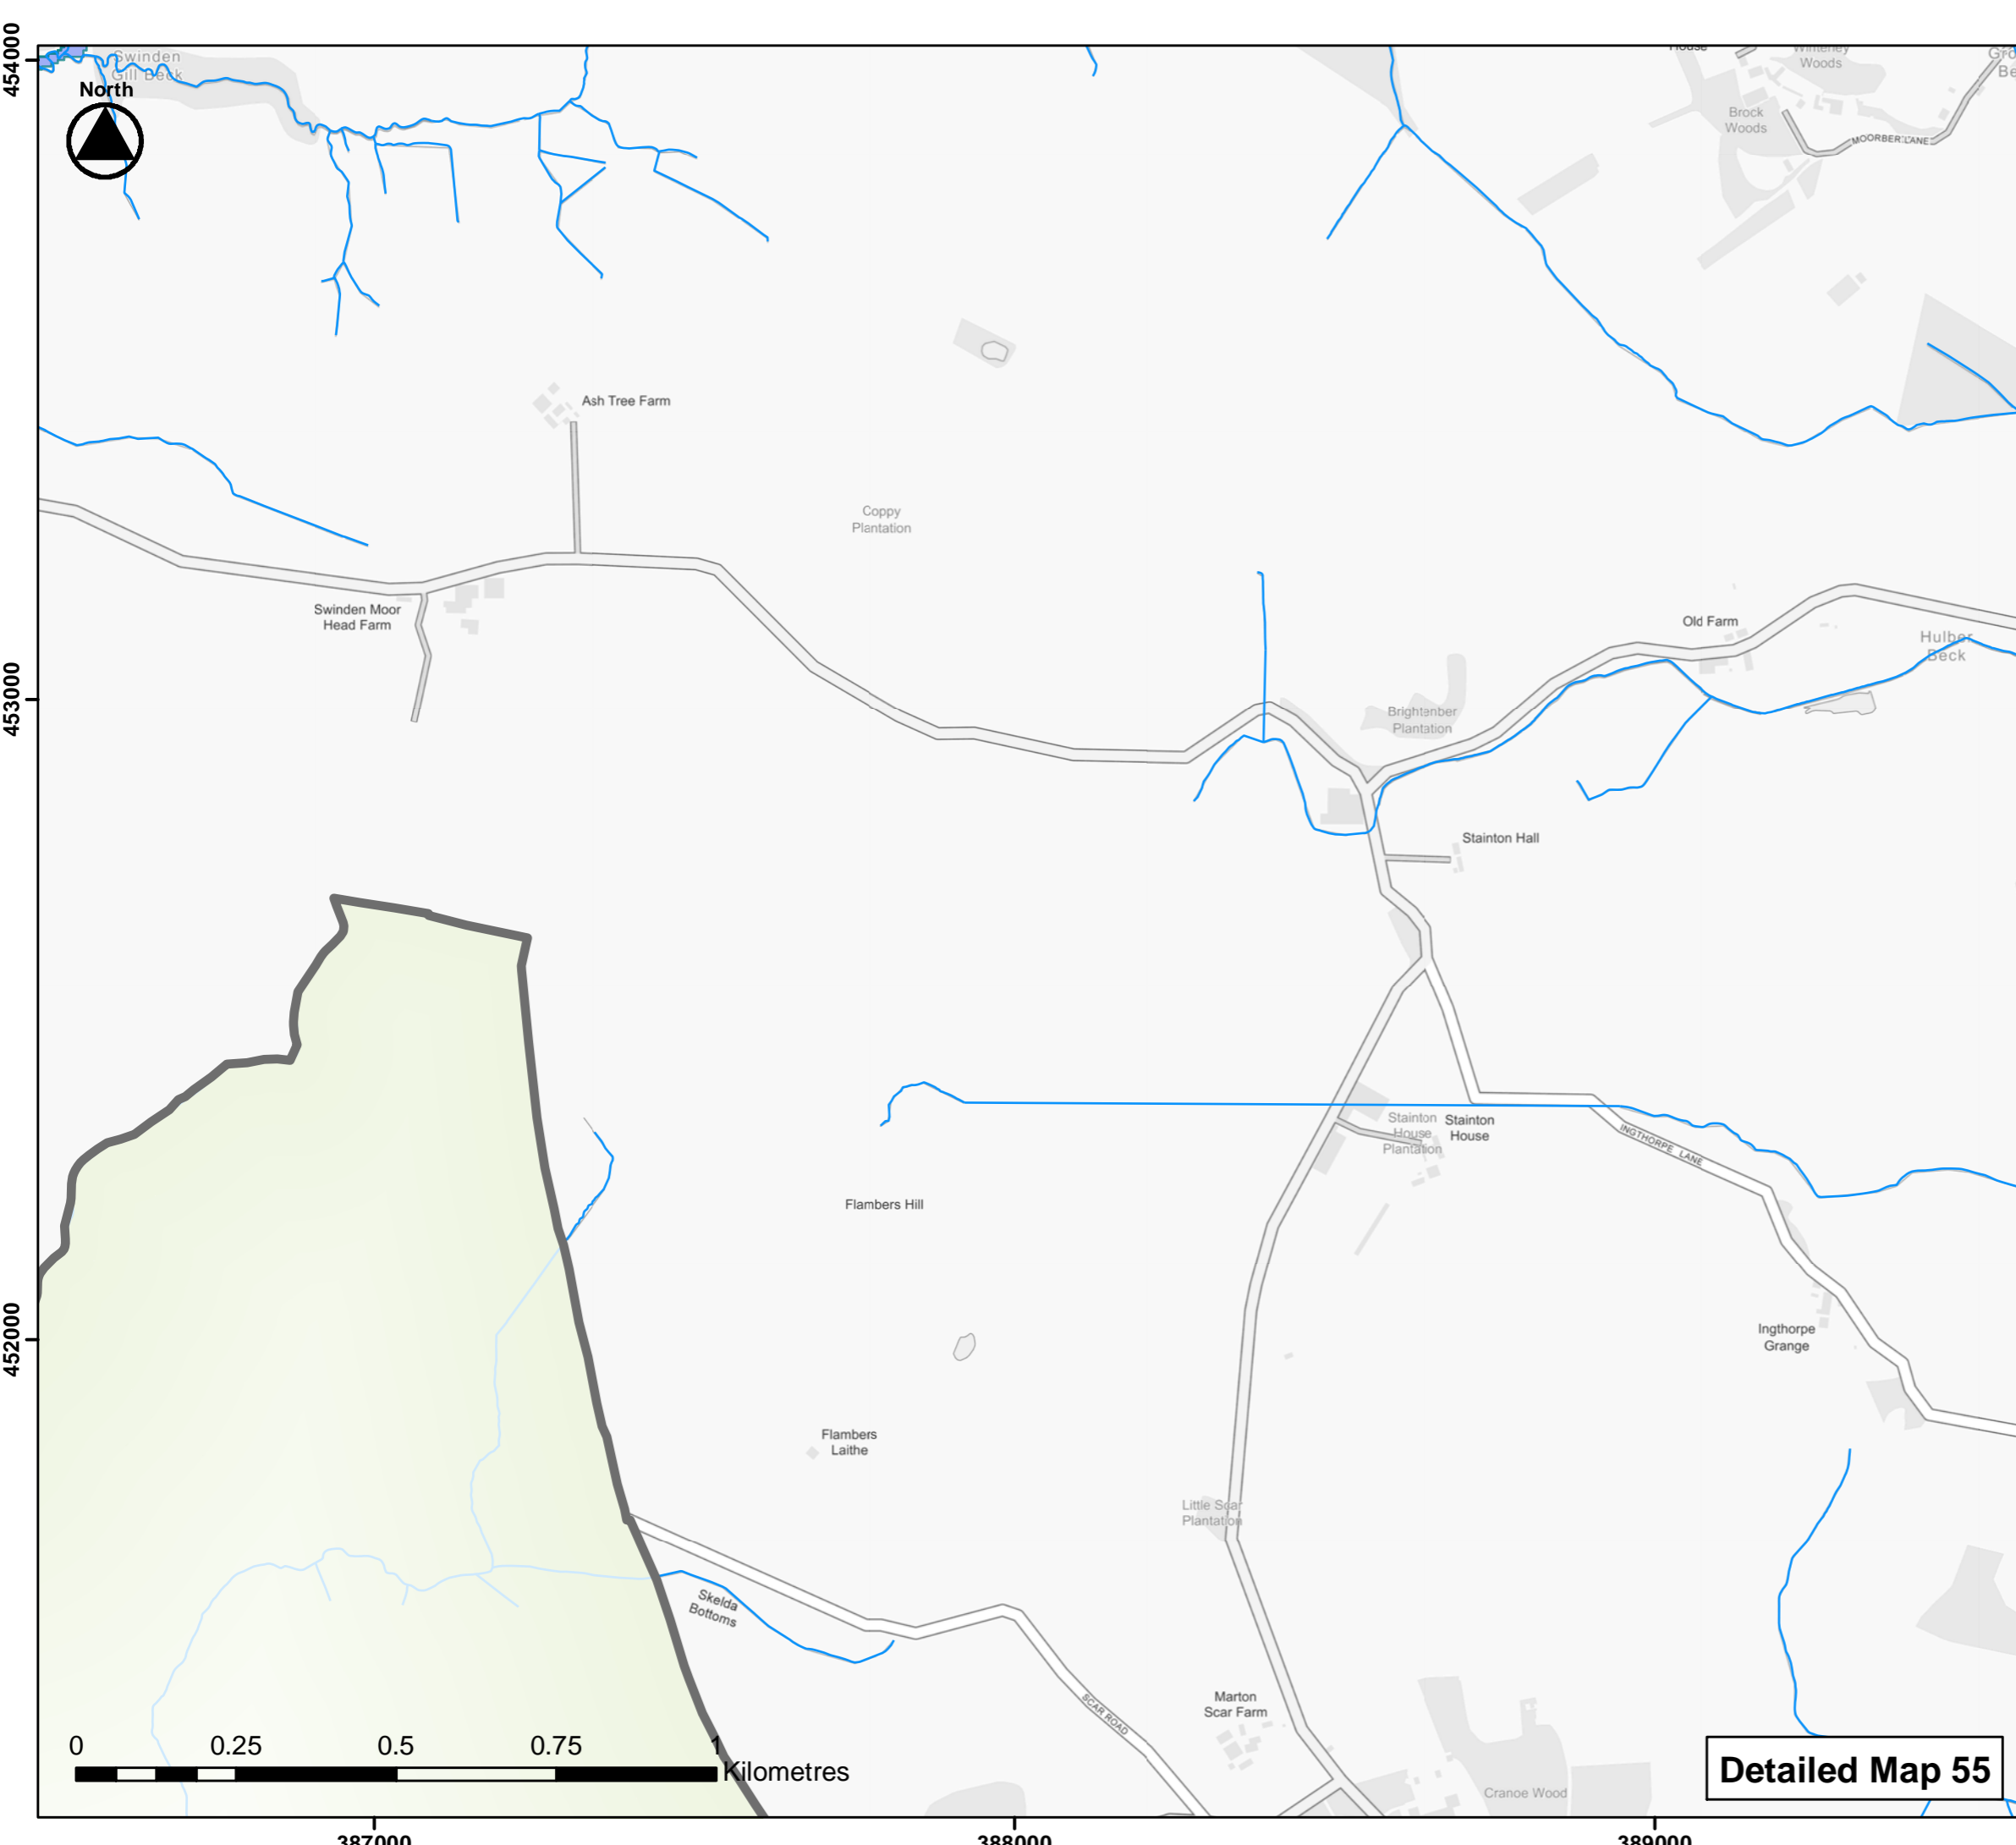 454000
Swinden
Gill Beck
North
House
Winterley
Woods
Brock
Woods
MOORBER LANE
Ash Tree Farm
Coppy
Plantation
Swinden Moor
Head Farm
Old Farm
Hulber
Beck
453000
Brightenber
Plantation
Stainton Hall
Stainton
House
Plantation
Stainton
House
INGTHORPE LANE
Flambers Hill
452000
Ingthorpe
Grange
Flambers
Laithe
Little Scar
Plantation
Skelda
Bottoms
SCAR ROAD
Marton
Scar Farm
Cranoe Wood
0 0.25 0.5 0.75 1
Kilometres
Detailed Map 55
387000 388000 389000